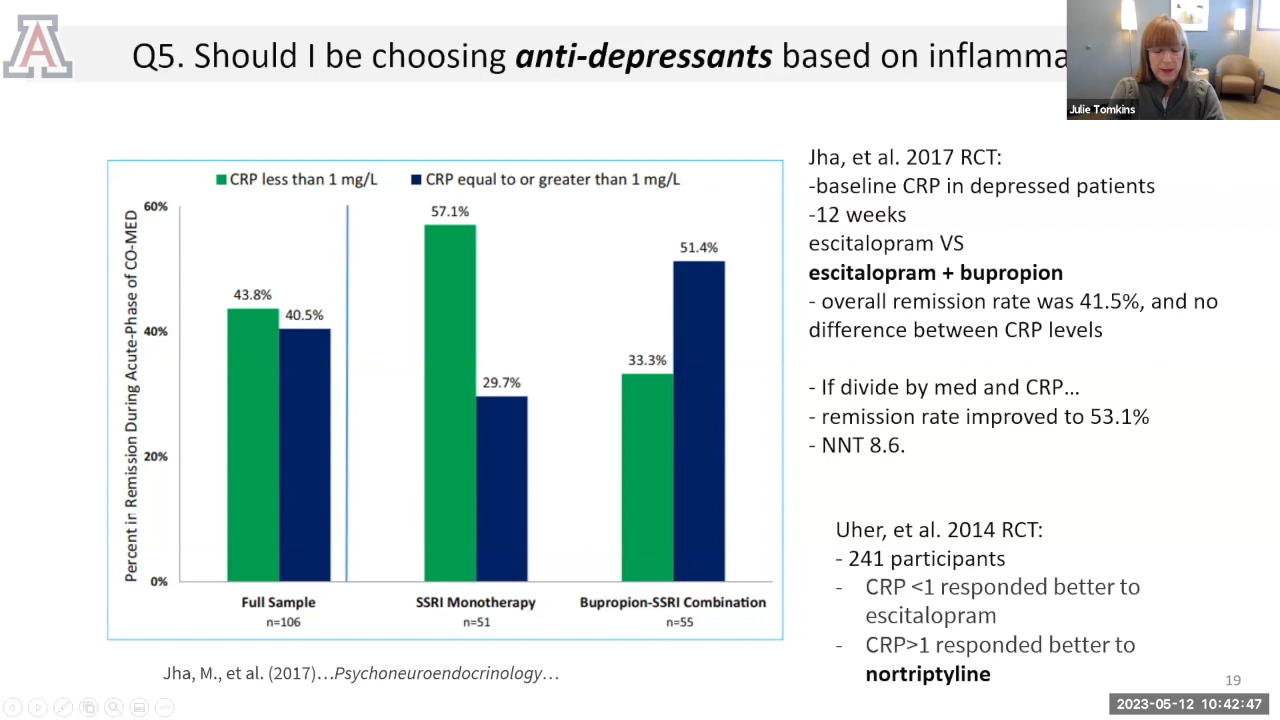 Q5. Should I be choosing anti-depressants based on inflamma
Julie Tomkins
CRP less than 1 mg/L
CRP equal to or greater than 1 mg/L
Percent in Remission During Acute-Phase of CO-MED
60%
40%
20%
0%
43.8%
40.5%
57.1%
29.7%
33.3%
51.4%
Full Sample
n=106
SSRI Monotherapy
n=51
Bupropion-SSRI Combination
n=55
Jha, M., et al. (2017)…Psychoneuroendocrinology…
Jha, et al. 2017 RCT:
-baseline CRP in depressed patients
-12 weeks
escitalopram VS
escitalopram + bupropion
- overall remission rate was 41.5%, and no
difference between CRP levels
- If divide by med and CRP…
- remission rate improved to 53.1%
- NNT 8.6.
Uher, et al. 2014 RCT:
- 241 participants
- CRP <1 responded better to
escitalopram
- CRP>1 responded better to
nortriptyline
19
2023-05-12 10:42:47
A